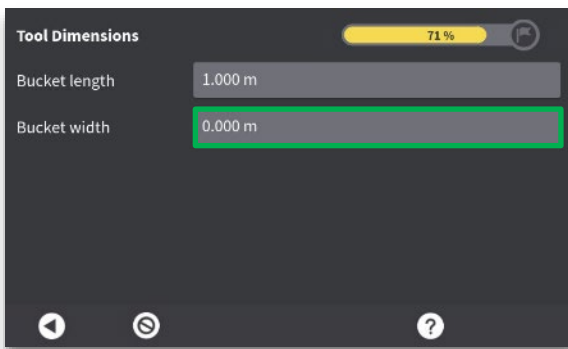 Tool Dimensions 71 %
Bucket length 1.000 m
Bucket width 0.000 m
?